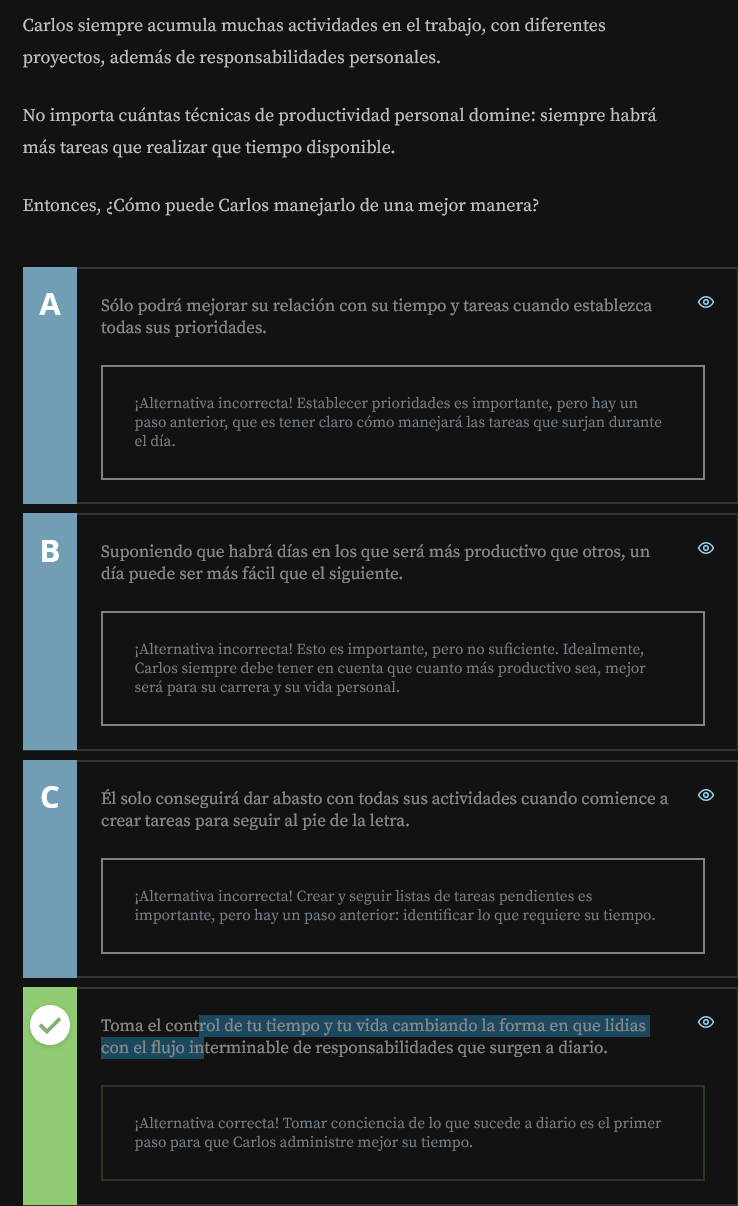 Carlos siempre acumula muchas actividades en el trabajo, con diferentes
proyectos, además de responsabilidades personales.
No importa cuántas técnicas de productividad personal domine: siempre habrá
más tareas que realizar que tiempo disponible.
Entonces, ¿Cómo puede Carlos manejarlo de una mejor manera?
A
Sólo podrá mejorar su relación con su tiempo y tareas cuando establezca
todas sus prioridades.
¡Alternativa incorrecta! Establecer prioridades es importante, pero hay un
paso anterior, que es tener claro cómo manejará las tareas que surjan durante
el día.
B
Suponiendo que habrá días en los que será más productivo que otros, un
día puede ser más fácil que el siguiente.
¡Alternativa incorrecta! Esto es importante, pero no suficiente. Idealmente,
Carlos siempre debe tener en cuenta que cuanto más productivo sea, mejor
será para su carrera y su vida personal.
C
Él solo conseguirá dar abasto con todas sus actividades cuando comience a
crear tareas para seguir al pie de la letra.
¡Alternativa incorrecta! Crear y seguir listas de tareas pendientes es
importante, pero hay un paso anterior: identificar lo que requiere su tiempo.
Toma el control de tu tiempo y tu vida cambiando la forma en que lidias
con el flujo interminable de responsabilidades que surgen a diario.
¡Alternativa correcta! Tomar conciencia de lo que sucede a diario es el primer
paso para que Carlos administre mejor su tiempo.